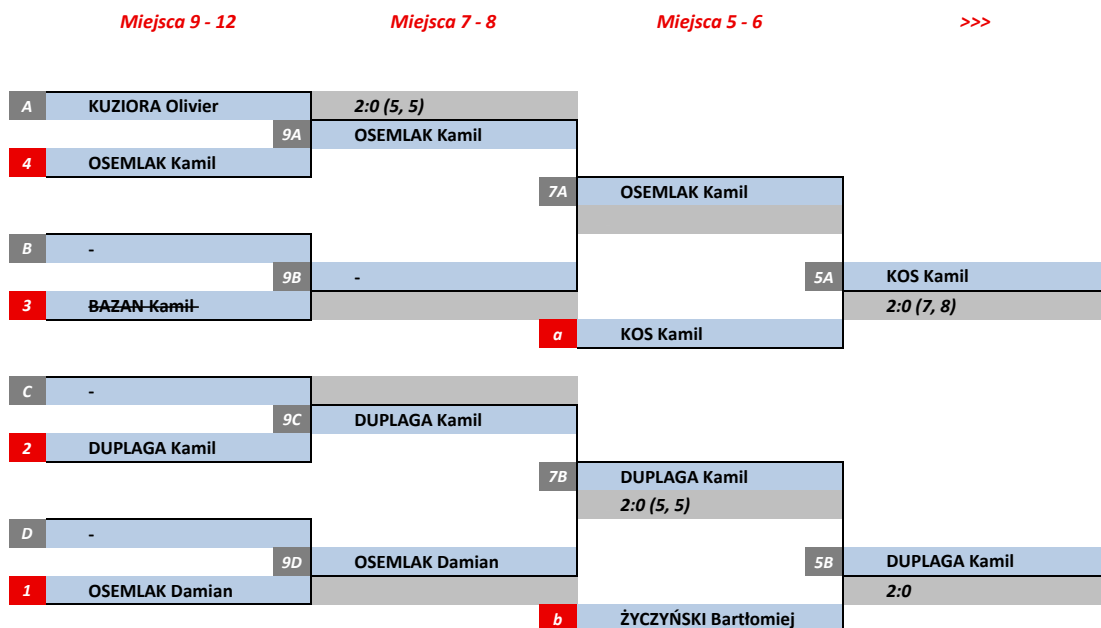 Miejsca 9 - 12 Miejsca 7 - 8 Miejsca 5 - 6 >>>
A KUZIORA Olivier 2:0 (5, 5)
9A OSEMLAK Kamil
4 OSEMLAK Kamil
7A OSEMLAK Kamil
B -
9B - 5A KOS Kamil
3 BAZAN Kamil 2:0 (7, 8)
a KOS Kamil
C -
9C DUPLAGA Kamil
2 DUPLAGA Kamil
7B DUPLAGA Kamil
2:0 (5, 5)
D -
9D OSEMLAK Damian 5B DUPLAGA Kamil
1 OSEMLAK Damian 2:0
b ŻYCZYŃSKI Bartłomiej